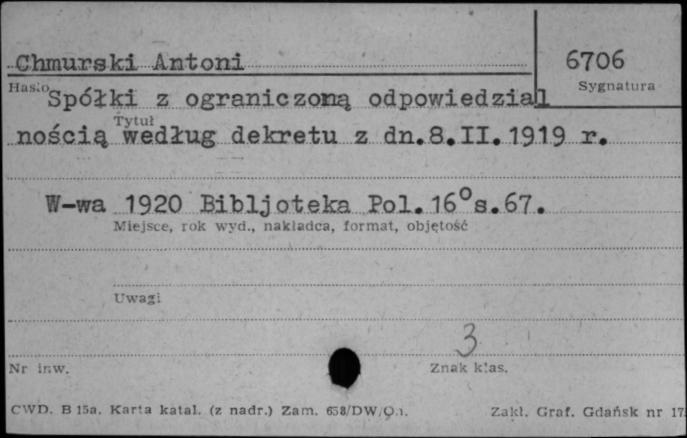 Chmurski Antoni
6706
Hasło
Sygnatura
Spółki z ograniczoną odpowiedzial
Tytuł
nością według dekretu z dn.8.II.1919 r.
W-wa 1920 Bibljoteka Pol.16°s.67.
Miejsce, rok wyd., nakładca, format, objętość
Uwagi
3
Nr inw.
Znak klas.
CWD. B 15a. Karta katal. (z nadr.) Zam. 658/DW/
Zakł. Graf. Gdańsk nr 17